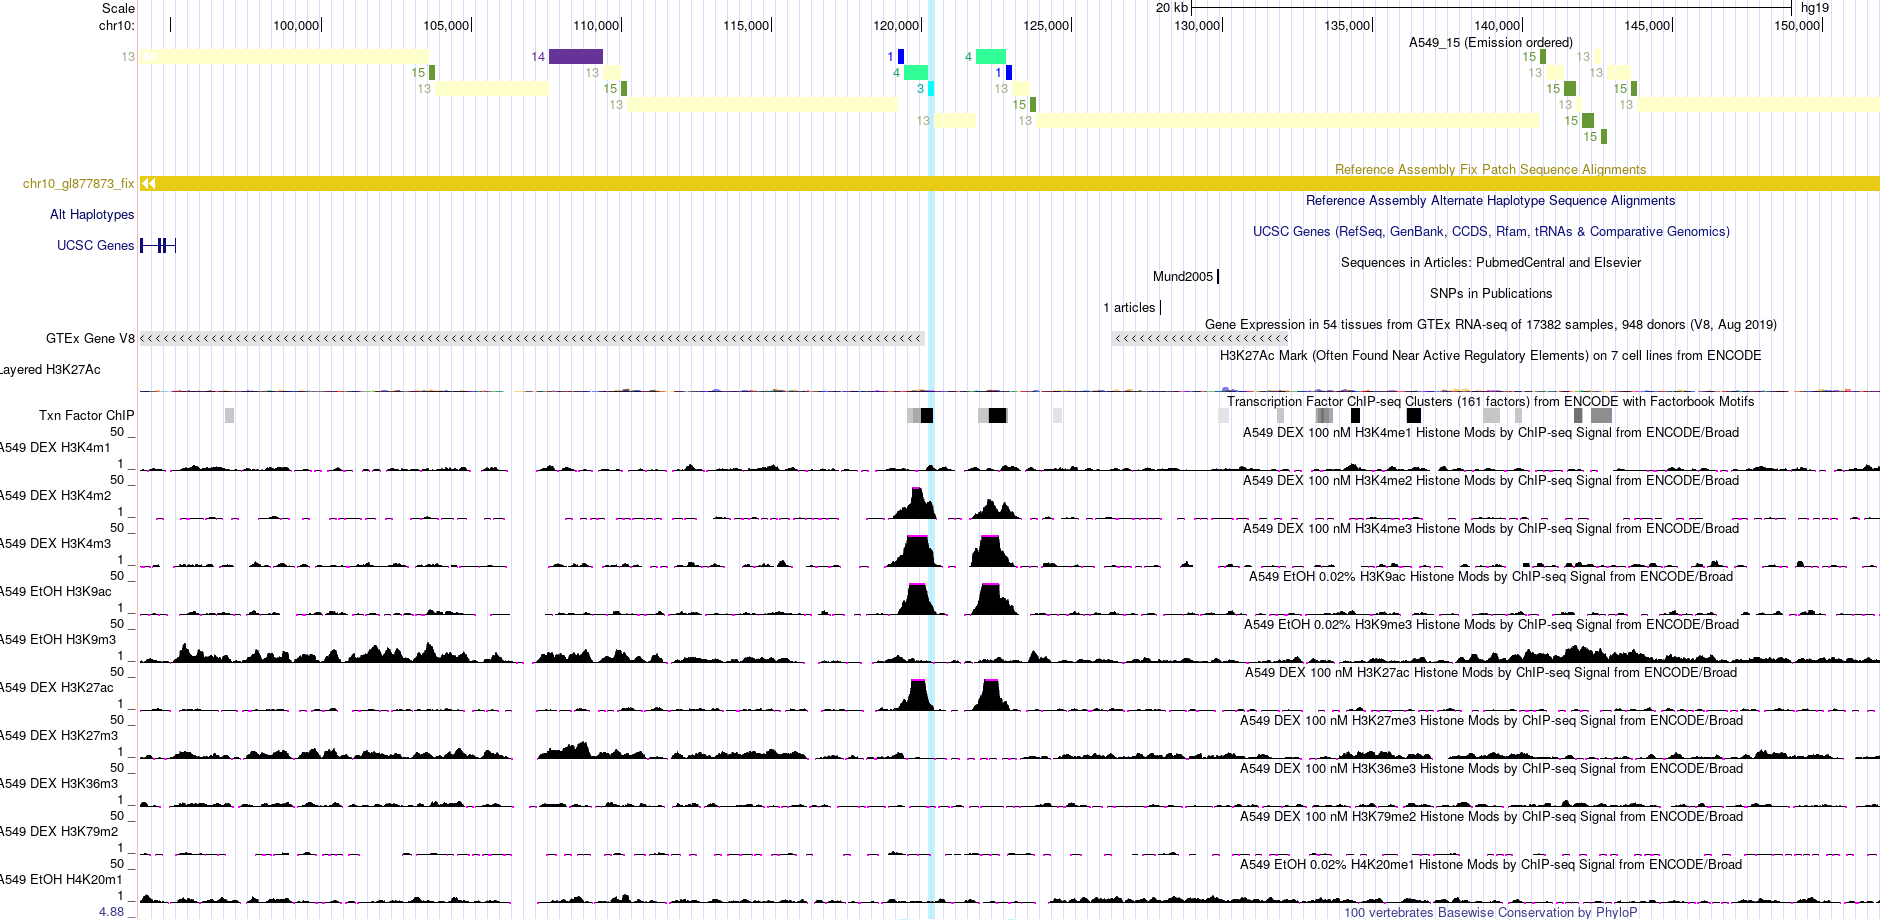 Scale 20 kb hg19
chr10: 100,000 105,000 110,000 115,000 120,000 125,000 130,000 135,000 140,000 145,000 150,000
A549_15 (Emission ordered)
13 14 1 4 15 13
15 13 4 1 13 13
13 15 3 13 15 15
13 15 13 13
13 13 15
15
Reference Assembly Fix Patch Sequence Alignments
chr10_gl877873_fix
Reference Assembly Alternate Haplotype Sequence Alignments
Alt Haplotypes
UCSC Genes (RefSeq, GenBank, CCDS, Rfam, tRNAs & Comparative Genomics)
UCSC Genes
Sequences in Articles: PubmedCentral and Elsevier
Mund2005
SNPs in Publications
1 articles
Gene Expression in 54 tissues from GTEx RNA-seq of 17382 samples, 948 donors (V8, Aug 2019)
GTEx Gene V8
H3K27Ac Mark (Often Found Near Active Regulatory Elements) on 7 cell lines from ENCODE
Layered H3K27Ac
Transcription Factor ChIP-seq Clusters (161 factors) from ENCODE with Factorbook Motifs
Txn Factor ChIP
50 _
A549 DEX 100 nM H3K4me1 Histone Mods by ChIP-seq Signal from ENCODE/Broad
A549 DEX H3K4m1
1 _
50 _
A549 DEX 100 nM H3K4me2 Histone Mods by ChIP-seq Signal from ENCODE/Broad
A549 DEX H3K4m2
1 _
50 _
A549 DEX 100 nM H3K4me3 Histone Mods by ChIP-seq Signal from ENCODE/Broad
A549 DEX H3K4m3
1 _
50 _
A549 EtOH 0.02% H3K9ac Histone Mods by ChIP-seq Signal from ENCODE/Broad
A549 EtOH H3K9ac
1 _
50 _
A549 EtOH 0.02% H3K9me3 Histone Mods by ChIP-seq Signal from ENCODE/Broad
A549 EtOH H3K9m3
1 _
50 _
A549 DEX 100 nM H3K27ac Histone Mods by ChIP-seq Signal from ENCODE/Broad
A549 DEX H3K27ac
1 _
50 _
A549 DEX 100 nM H3K27me3 Histone Mods by ChIP-seq Signal from ENCODE/Broad
A549 DEX H3K27m3
1 _
50 _
A549 DEX 100 nM H3K36me3 Histone Mods by ChIP-seq Signal from ENCODE/Broad
A549 DEX H3K36m3
1 _
50 _
A549 DEX 100 nM H3K79me2 Histone Mods by ChIP-seq Signal from ENCODE/Broad
A549 DEX H3K79m2
1 _
50 _
A549 EtOH 0.02% H4K20me1 Histone Mods by ChIP-seq Signal from ENCODE/Broad
A549 EtOH H4K20m1
1 _
4.88 _
100 vertebrates Basewise Conservation by PhyloP